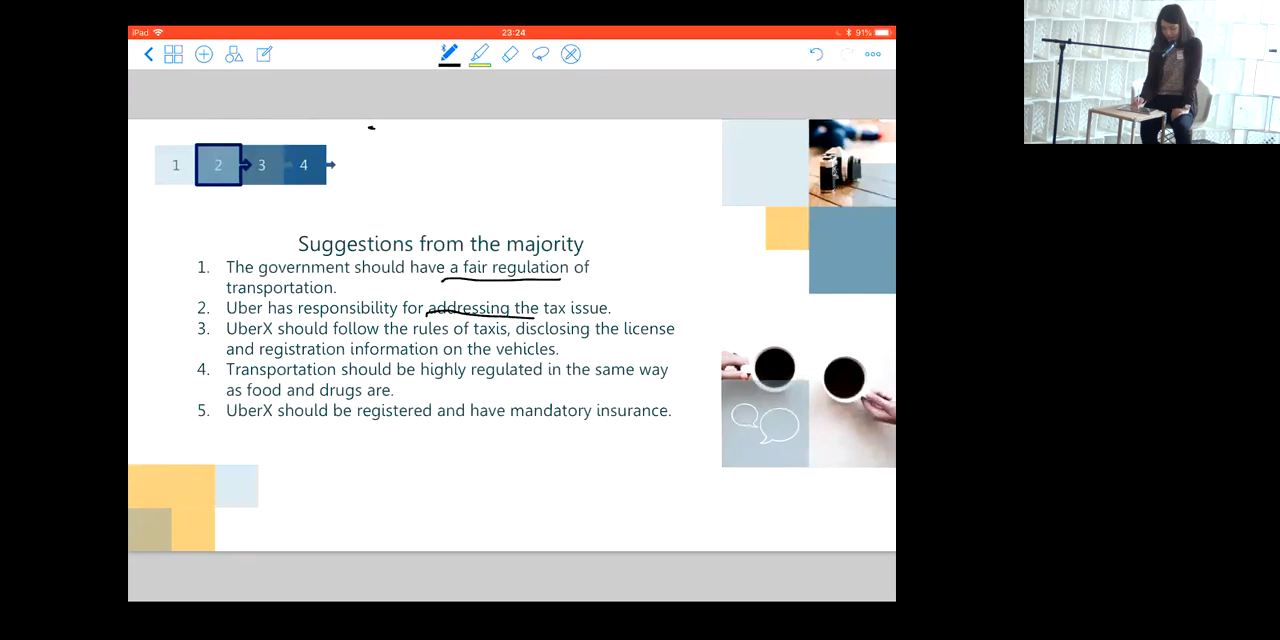 iPad
23:24
91%
1
2
3
4
Suggestions from the majority
1. The government should have a fair regulation of
transportation.
2. Uber has responsibility for addressing the tax issue.
3. UberX should follow the rules of taxis, disclosing the license
and registration information on the vehicles.
4. Transportation should be highly regulated in the same way
as food and drugs are.
5. UberX should be registered and have mandatory insurance.